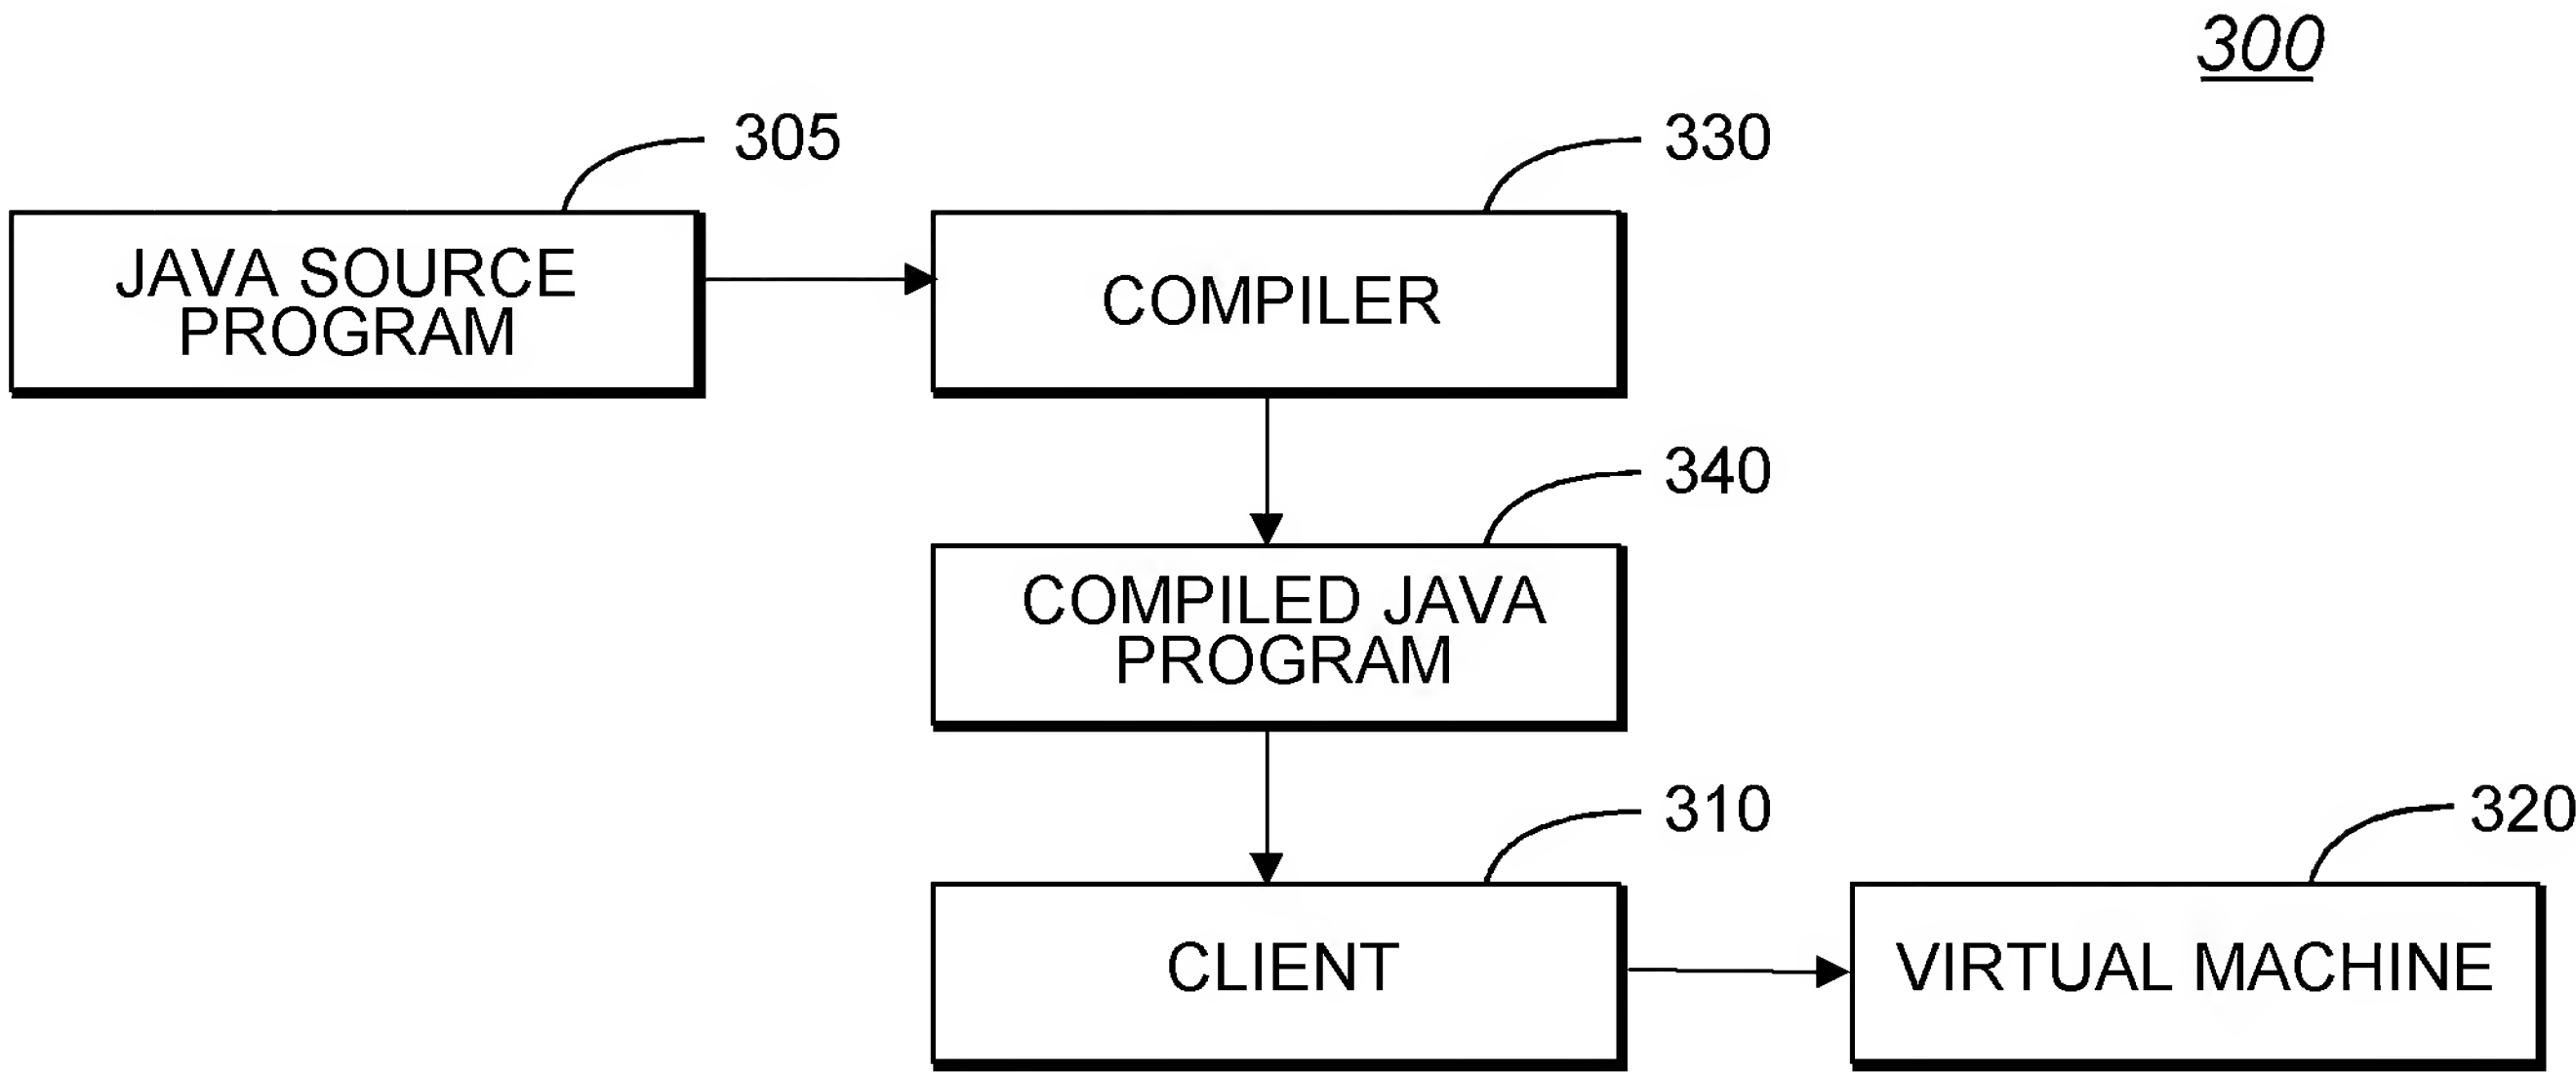 300
305
330
JAVA SOURCE
PROGRAM
COMPILER
340
COMPILED JAVA
PROGRAM
310
320
CLIENT
VIRTUAL MACHINE